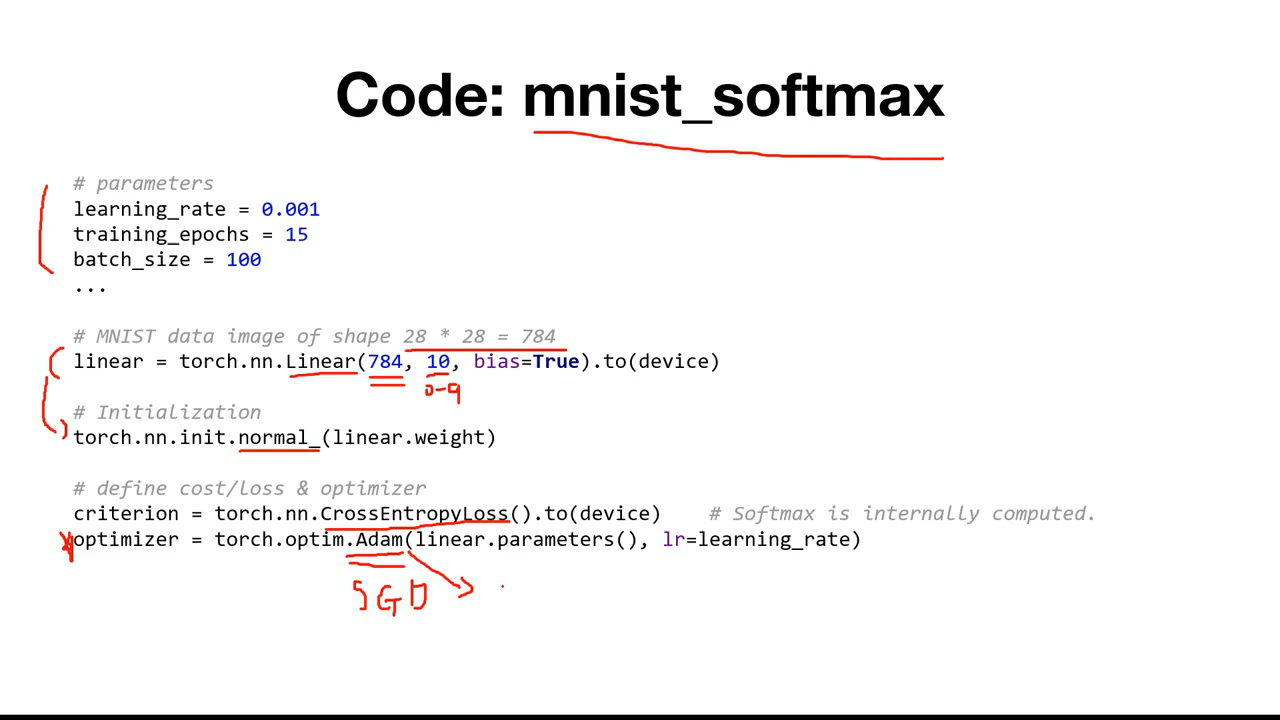 Code: mnist_softmax
# parameters
learning_rate = 0.001
training_epochs = 15
batch_size = 100
...
# MNIST data image of shape 28 * 28 = 784
linear = torch.nn.Linear(784, 10, bias=True).to(device)
0-9
# Initialization
torch.nn.init.normal_(linear.weight)
# define cost/loss & optimizer
criterion = torch.nn.CrossEntropyLoss().to(device)    # Softmax is internally computed.
optimizer = torch.optim.Adam(linear.parameters(), lr=learning_rate)
SGD